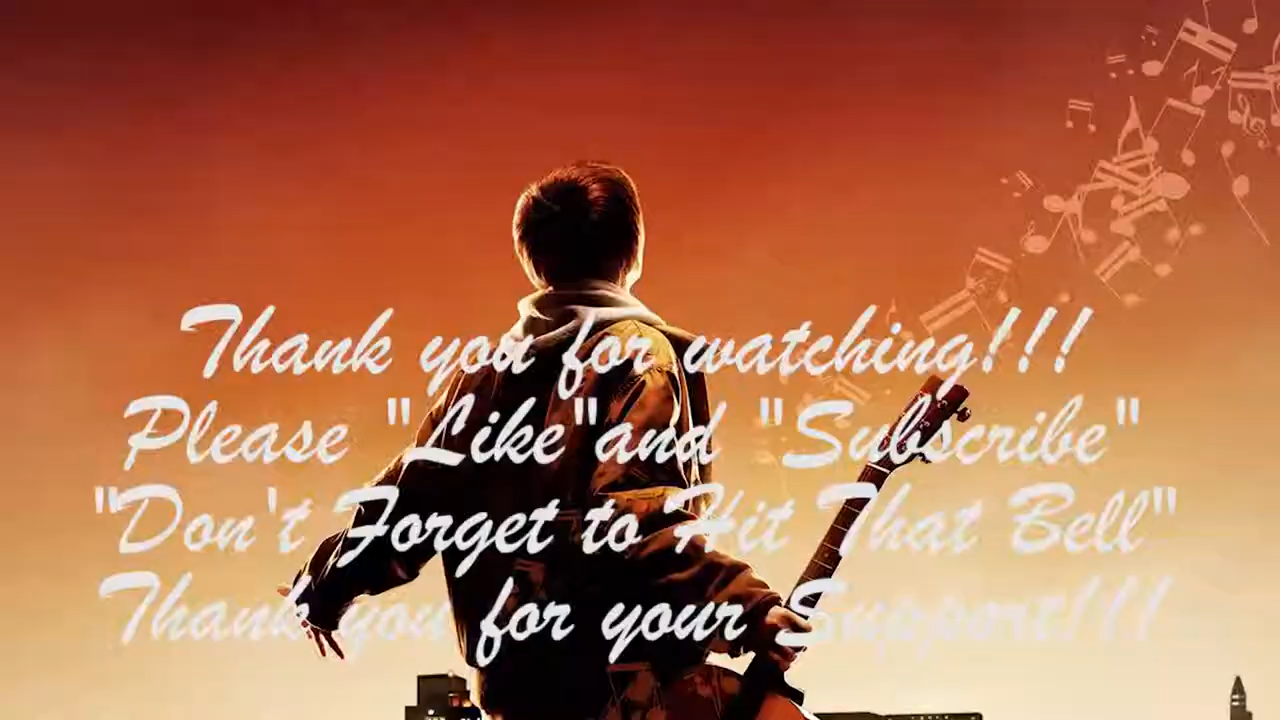 Thank you for watching!!!
Please "Like"and "Subscribe"
"Don't Forget to Hit That Bell"
Thank you for your Support!!!